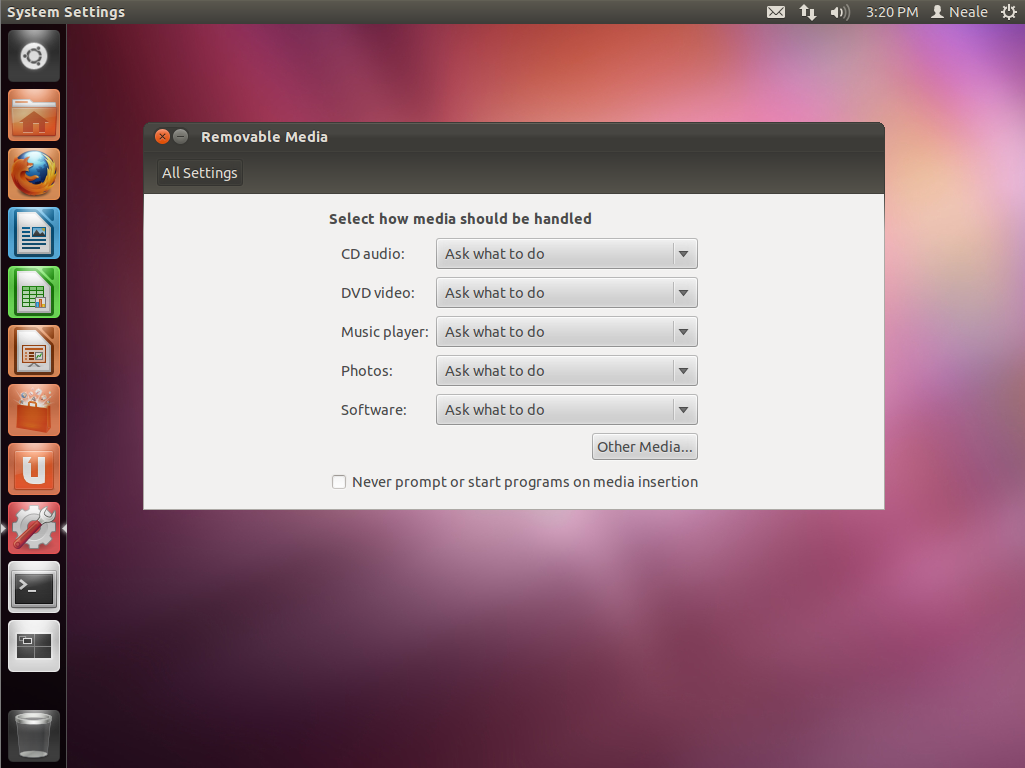 System Settings
3:20 PM Neale
Removable Media
All Settings
Select how media should be handled
CD audio: Ask what to do
DVD video: Ask what to do
Music player: Ask what to do
Photos: Ask what to do
Software: Ask what to do
Other Media...
Never prompt or start programs on media insertion